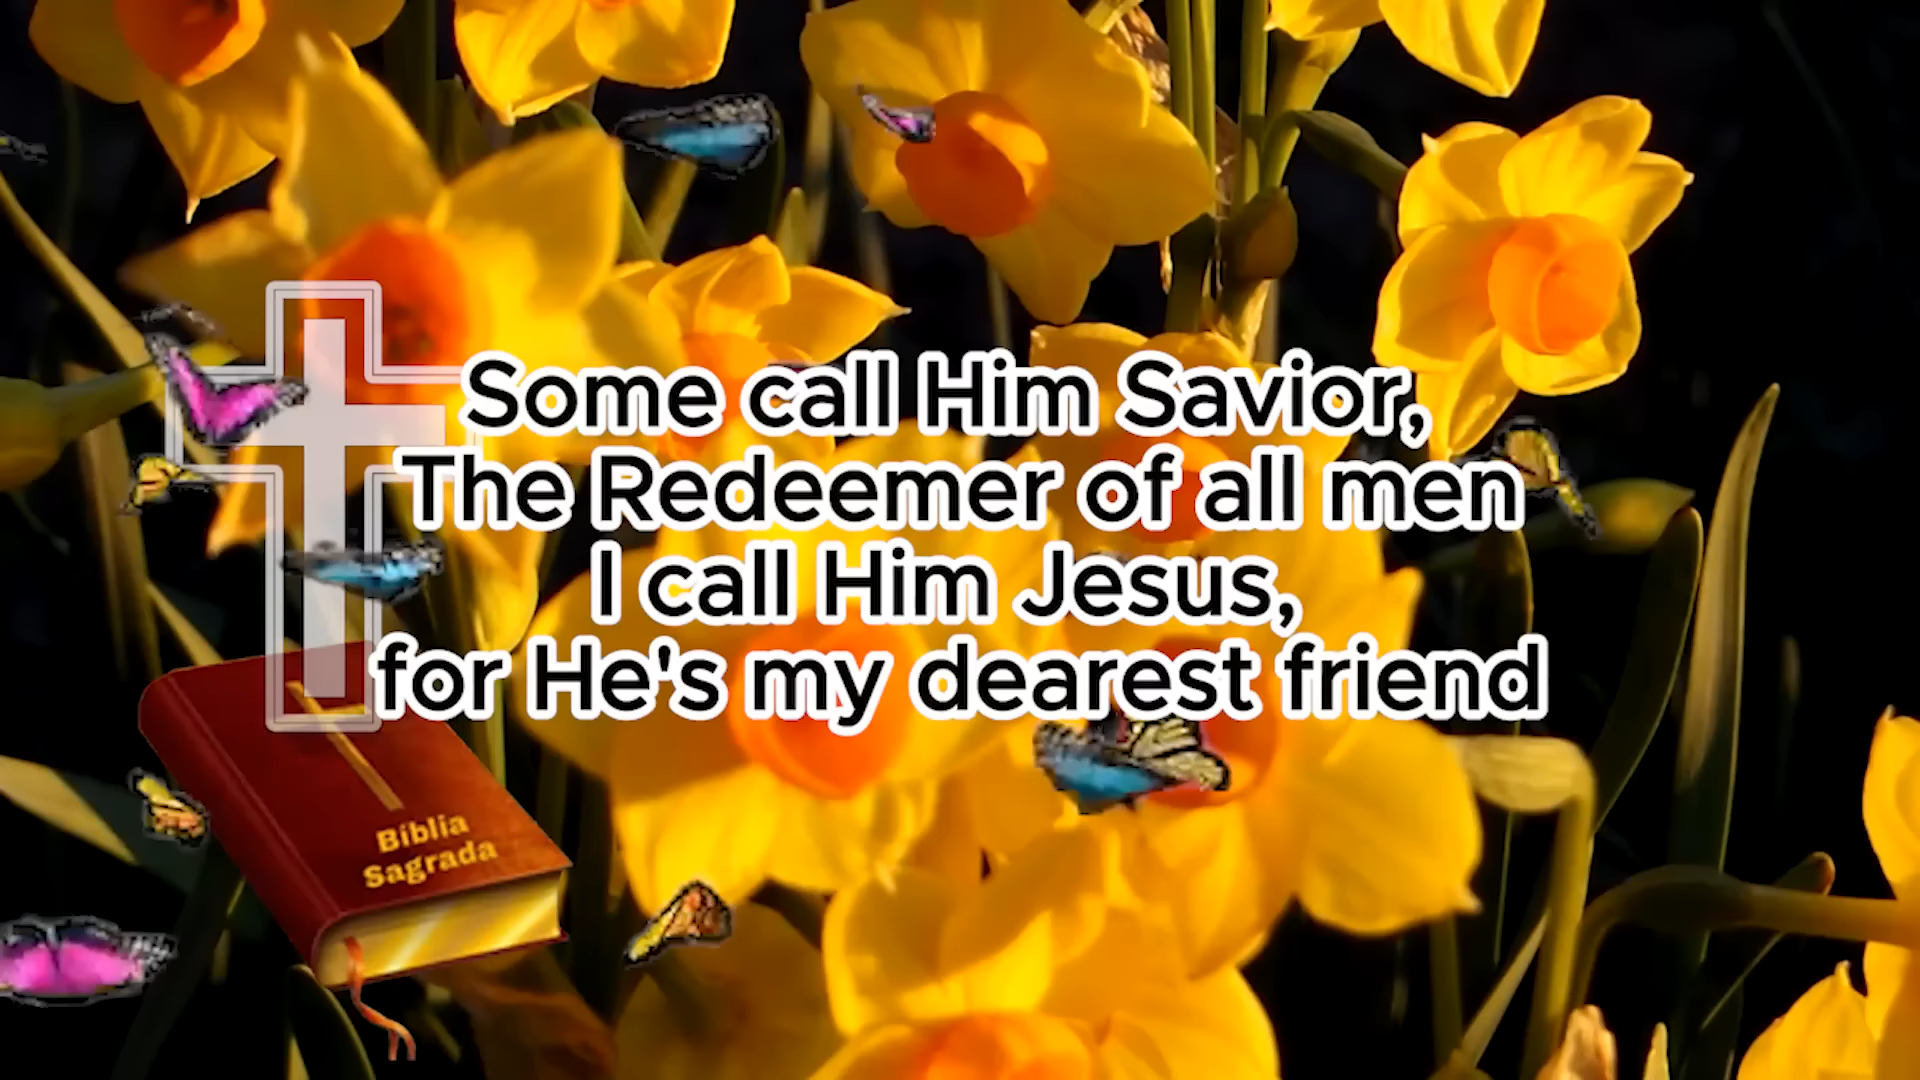 Some call Him Savior,
The Redeemer of all men
I call Him Jesus,
for He's my dearest friend
Bíblia
Sagrada